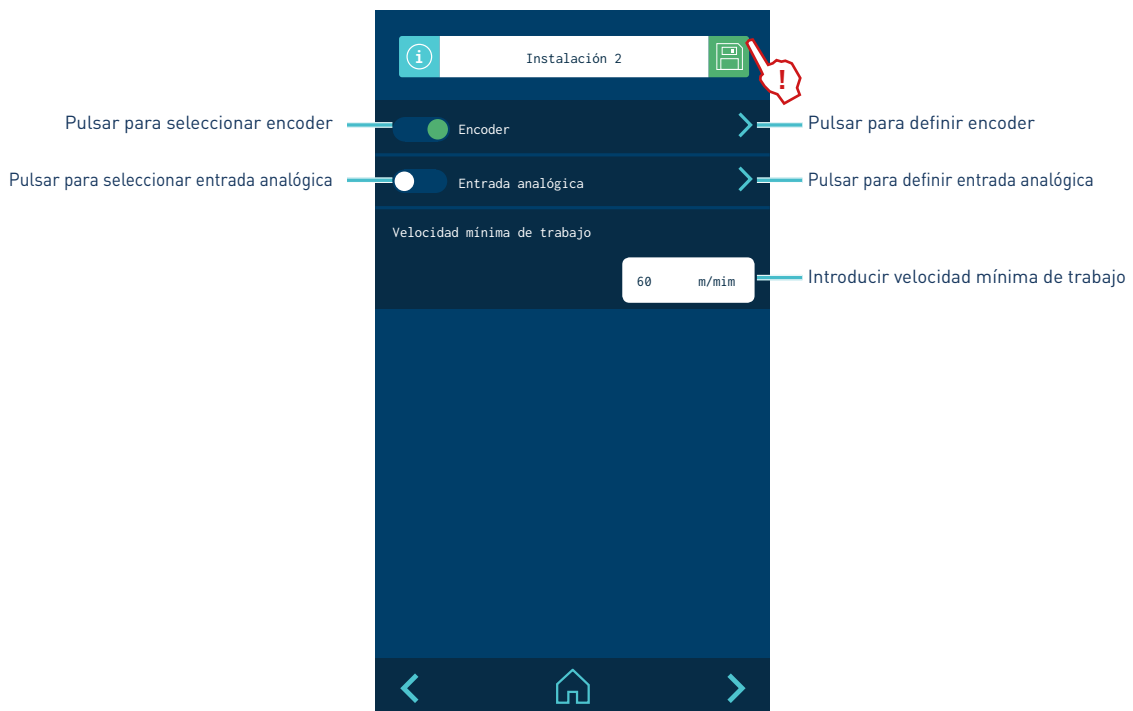 Instalación 2
!
Pulsar para seleccionar encoder
Encoder
Pulsar para definir encoder
Pulsar para seleccionar entrada analógica
Entrada analógica
Pulsar para definir entrada analógica
Velocidad mínima de trabajo
60 m/mim
Introducir velocidad mínima de trabajo